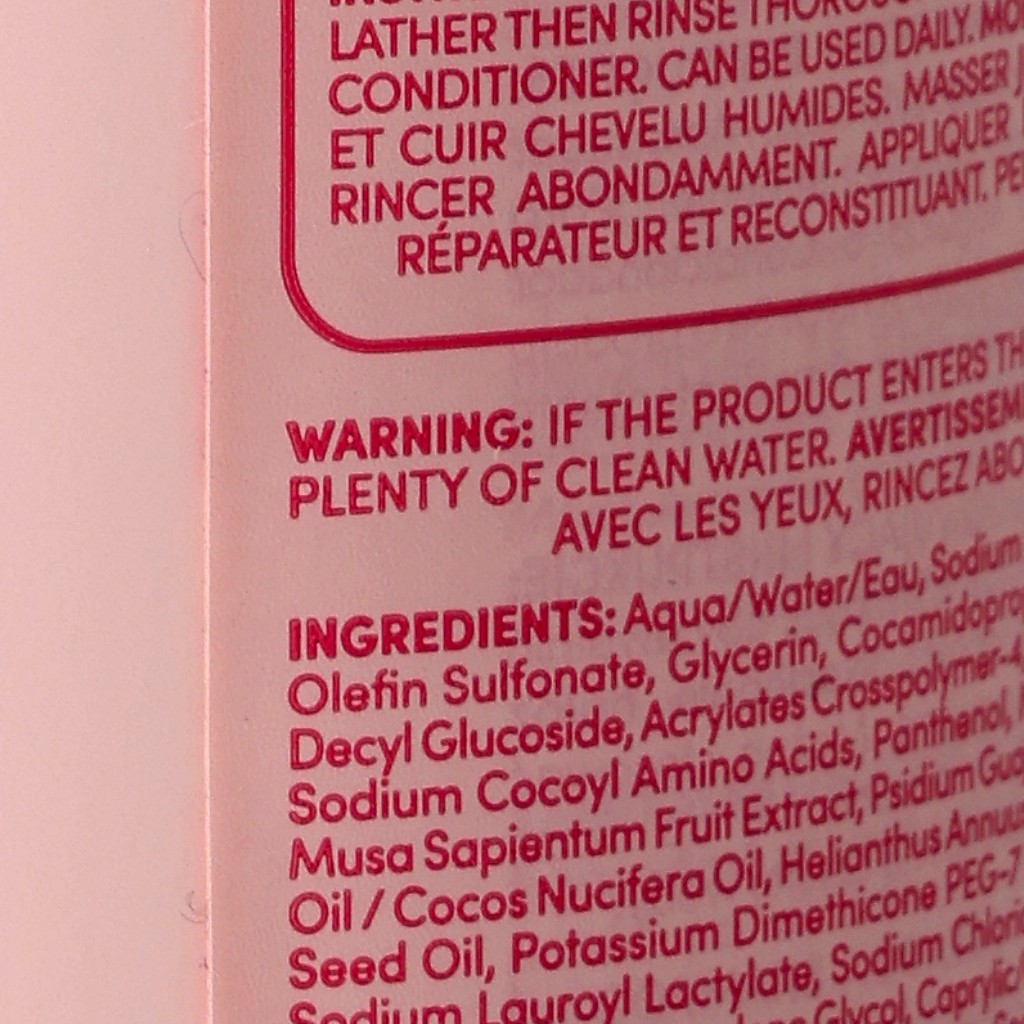 LATHER THEN RINSE
CONDITIONER. CAN BE USED DAILY.
ET CUIR CHEVELU HUMIDES. MASSER
RINCER ABONDAMMENT. APPLIQUER
RÉPARATEUR ET RECONSTITUANT.
WARNING: IF THE PRODUCT ENTERS
PLENTY OF CLEAN WATER.
AVEC LES YEUX, RINCEZ
INGREDIENTS: Aqua/Water/Eau, Sodium
Olefin Sulfonate, Glycerin,
Decyl Glucoside, Acrylates Crosspolymer-4,
Sodium Cocoyl Amino Acids, Panthenol,
Musa Sapientum Fruit Extract, Psidium
Oil / Cocos Nucifera Oil, Helianthus
Seed Oil, Potassium Dimethicone PEG-7
Sodium Lauroyl Lactylate, Sodium
Glycol,